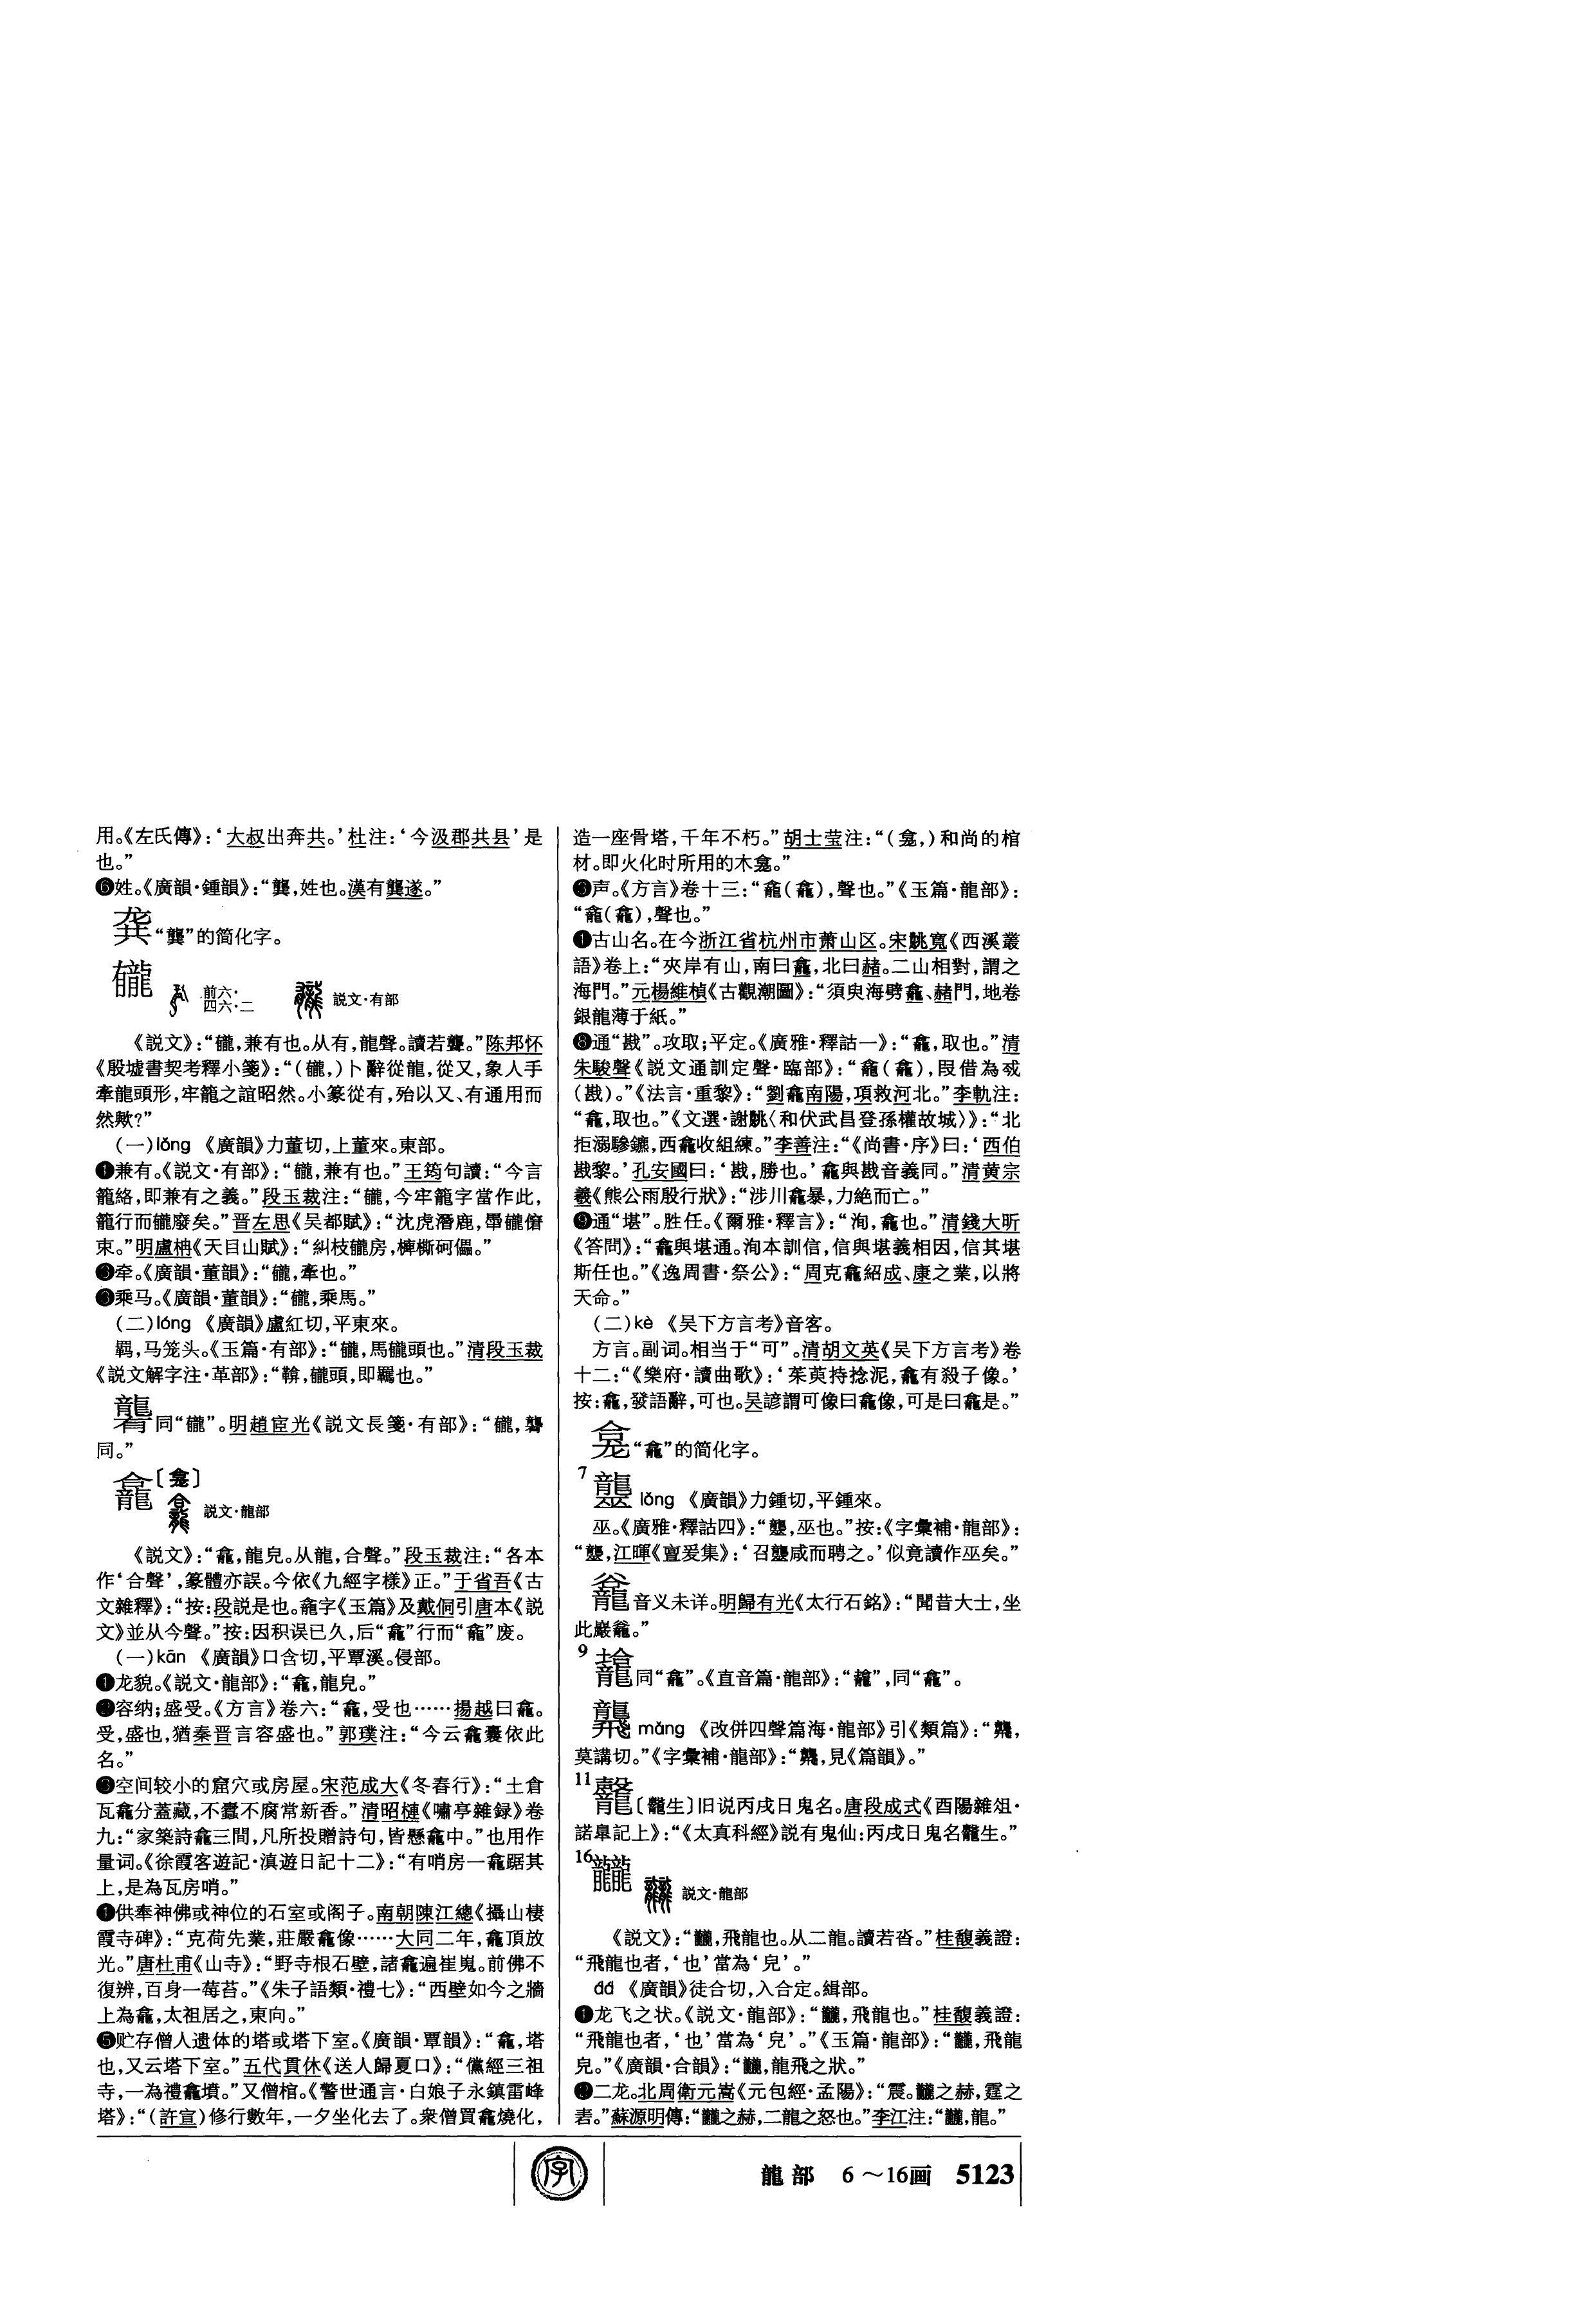 用。《左氏傳》：‘大叔出奔共。’杜注：‘今汲郡共县’是
也。”
❻姓。《廣韻·鍾韻》：“龔，姓也。漢有龔遂。”
龚“龔”的简化字。
龓 前六·四六·二 説文·有部
《説文》：“龓，兼有也。从有，龍聲。讀若聾。”陈邦怀
《殷墟書契考釋小箋》：“（龓，）卜辭從龍，從又，象人手
牽龍頭形，牢籠之誼昭然。小篆從有，殆以又、有通用而
然歟？”
（一）lǒng 《廣韻》力董切，上董來。東部。
❶兼有。《説文·有部》：“龓，兼有也。”王筠句讀：“今言
籠絡，即兼有之義。”段玉裁注：“龓，今牢籠字當作此，
籠行而龓廢矣。”晋左思《吴都賦》：“沈虎潛鹿，馽龓僒
束。”明盧柟《天目山賦》：“糾枝龓房，椑櫯砢儡。”
❷牵。《廣韻·董韻》：“龓，牽也。”
❸乘马。《廣韻·董韻》：“龓，乘馬。”
（二）lóng 《廣韻》盧紅切，平東來。
羁，马笼头。《玉篇·有部》：“龓，馬龓頭也。”清段玉裁
《説文解字注·革部》：“鞥，龓頭，即羈也。”
同“龓”。明趙宧光《説文長箋·有部》：“龓，
同。”
龕〔龛〕 説文·龍部
《説文》：“龕，龍皃。从龍，合聲。”段玉裁注：“各本
作‘合聲’，篆體亦誤。今依《九經字樣》正。”于省吾《古
文雜釋》：“按：段説是也。龕字《玉篇》及戴侗引唐本《説
文》並从今聲。”按：因积误已久，后“龕”行而“”废。
（一）kān 《廣韻》口含切，平覃溪。侵部。
❶龙貌。《説文·龍部》：“龕，龍皃。”
❷容纳；盛受。《方言》卷六：“龕，受也……揚越曰龕。
受，盛也，猶秦晋言容盛也。”郭璞注：“今云龕囊依此
名。”
❸空间较小的窟穴或房屋。宋范成大《冬舂行》：“土倉
瓦龕分蓋藏，不蠹不腐常新香。”清昭槤《嘯亭雜録》卷
九：“家築詩龕三間，凡所投贈詩句，皆懸龕中。”也用作
量词。《徐霞客遊記·滇遊日記十二》：“有哨房一龕踞其
上，是為瓦房哨。”
❹供奉神佛或神位的石室或阁子。南朝陳江總《攝山棲
霞寺碑》：“克荷先業，莊嚴龕像……大同二年，龕頂放
光。”唐杜甫《山寺》：“野寺根石壁，諸龕遍崔嵬。前佛不
復辨，百身一莓苔。”《朱子語類·禮七》：“西壁如今之牆
上為龕，太祖居之，東向。”
❺贮存僧人遗体的塔或塔下室。《廣韻·覃韻》：“龕，塔
也，又云塔下室。”五代貫休《送人歸夏口》：“儻經三祖
寺，一為禮龕墳。”又僧棺。《警世通言·白娘子永鎮雷峰
塔》：“（許宣）修行數年，一夕坐化去了。衆僧買龕燒化，
造一座骨塔，千年不朽。”胡士莹注：“（龛，）和尚的棺
材。即火化时所用的木龛。”
❻声。《方言》卷十三：“（龕），聲也。”《玉篇·龍部》：
“（龕），聲也。”
❼古山名。在今浙江省杭州市萧山区。宋姚寬《西溪叢
語》卷上：“夾岸有山，南曰龕，北曰赭。二山相對，謂之
海門。”元楊維楨《古觀潮圖》：“須臾海劈龕、赭門，地卷
銀龍薄于紙。”
❽通“戡”。攻取；平定。《廣雅·釋詁一》：“龕，取也。”清
朱駿聲《説文通訓定聲·臨部》：“（龕），叚借為㦴
（戡）。”《法言·重黎》：“劉龕南陽，項救河北。”李軌注：
“龕，取也。”《文選·謝朓〈和伏武昌登孫權故城〉》：“北
拒溺驂鑣，西龕收組練。”李善注：“《尚書·序》曰：‘西伯
戡黎。’孔安國曰：‘戡，勝也。’龕與戡音義同。”清黄宗
羲《熊公雨殷行狀》：“涉川龕暴，力絶而亡。”
❾通“堪”。胜任。《爾雅·釋言》：“洵，龕也。”清錢大昕
《答問》：“龕與堪通。洵本訓信，信與堪義相因，信其堪
斯任也。”《逸周書·祭公》：“周克龕紹成、康之業，以將
天命。”
（二）kè 《吴下方言考》音客。
方言。副词。相当于“可”。清胡文英《吴下方言考》卷
十二：“《樂府·讀曲歌》：‘茱萸持捻泥，龕有殺子像。’
按：龕，發語辭，可也。吴諺謂可像曰龕像，可是曰龕是。”
龛“龕”的简化字。
7
lǒng 《廣韻》力鍾切，平鍾來。
巫。《廣雅·釋詁四》：“，巫也。”按：《字彙補·龍部》：
“，江暉《亶爰集》：‘召咸而聘之。’似竟讀作巫矣。”
音义未详。明歸有光《太行石銘》：“聞昔大士，坐
此巖。”
9
同“龕”。《直音篇·龍部》：“”，同“龕”。
mǎng 《改併四聲篇海·龍部》引《類篇》：“，
莫講切。”《字彙補·龍部》：“，見《篇韻》。”
11
〔生〕旧说丙戌日鬼名。唐段成式《酉陽雜俎·
諾皋記上》：“《太真科經》説有鬼仙：丙戌日鬼名生。”
16
龖 説文·龍部
《説文》：“龖，飛龍也。从二龍。讀若沓。”桂馥義證：
“飛龍也者，‘也’當為‘皃’。”
dá 《廣韻》徒合切，入合定。緝部。
❶龙飞之状。《説文·龍部》：“龖，飛龍也。”桂馥義證：
“飛龍也者，‘也’當為‘皃’。”《玉篇·龍部》：“龖，飛龍
皃。”《廣韻·合韻》：“龖，龍飛之狀。”
❷二龙。北周衛元嵩《元包經·孟陽》：“震。龖之赫，霆之
砉。”蘇源明傳：“龖之赫，二龍之怒也。”李江注：“龖，龍。”
字
龍部 6～16画 5123